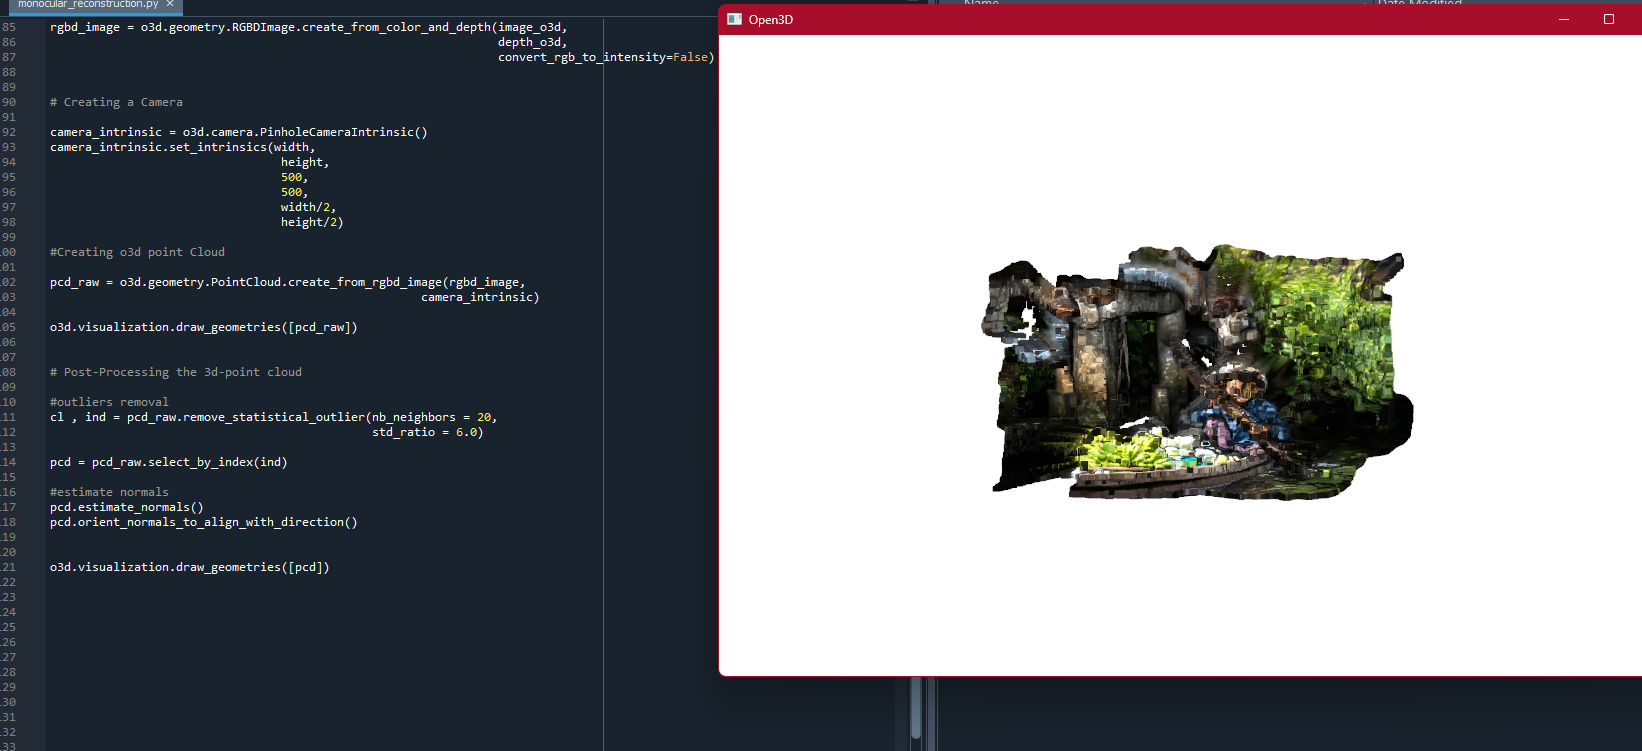 monocular_reconstruction.py ×
85 rgbd_image = o3d.geometry.RGBDImage.create_from_color_and_depth(image_o3d,
86 depth_o3d,
87 convert_rgb_to_intensity=False)
88
89
90 # Creating a Camera
91
92 camera_intrinsic = o3d.camera.PinholeCameraIntrinsic()
93 camera_intrinsic.set_intrinsics(width,
94 height,
95 500,
96 500,
97 width/2,
98 height/2)
99
00 #Creating o3d point Cloud
01
02 pcd_raw = o3d.geometry.PointCloud.create_from_rgbd_image(rgbd_image,
03 camera_intrinsic)
04
05 o3d.visualization.draw_geometries([pcd_raw])
06
07
08 # Post-Processing the 3d-point cloud
09
10 #outliers removal
11 cl , ind = pcd_raw.remove_statistical_outlier(nb_neighbors = 20,
12 std_ratio = 6.0)
13
14 pcd = pcd_raw.select_by_index(ind)
15
16 #estimate normals
17 pcd.estimate_normals()
18 pcd.orient_normals_to_align_with_direction()
19
20
21 o3d.visualization.draw_geometries([pcd])
22
23
24
25
26
27
28
29
30
31
32
33
Name
Date Modified
Open3D